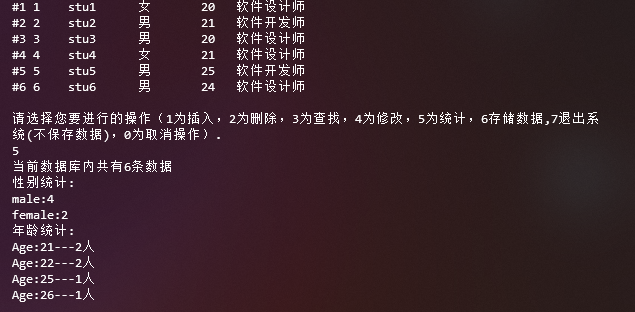 #1 1 stu1 女 20 软件设计师
#2 2 stu2 男 21 软件开发师
#3 3 stu3 男 20 软件设计师
#4 4 stu4 女 21 软件设计师
#5 5 stu5 男 25 软件开发师
#6 6 stu6 男 24 软件设计师
请选择您要进行的操作（1为插入，2为删除，3为查找，4为修改，5为统计，6存储数据,7退出系
统(不保存数据)，0为取消操作）.
5
当前数据库内共有6条数据
性别统计:
male:4
female:2
年龄统计:
Age:21---2人
Age:22---2人
Age:25---1人
Age:26---1人